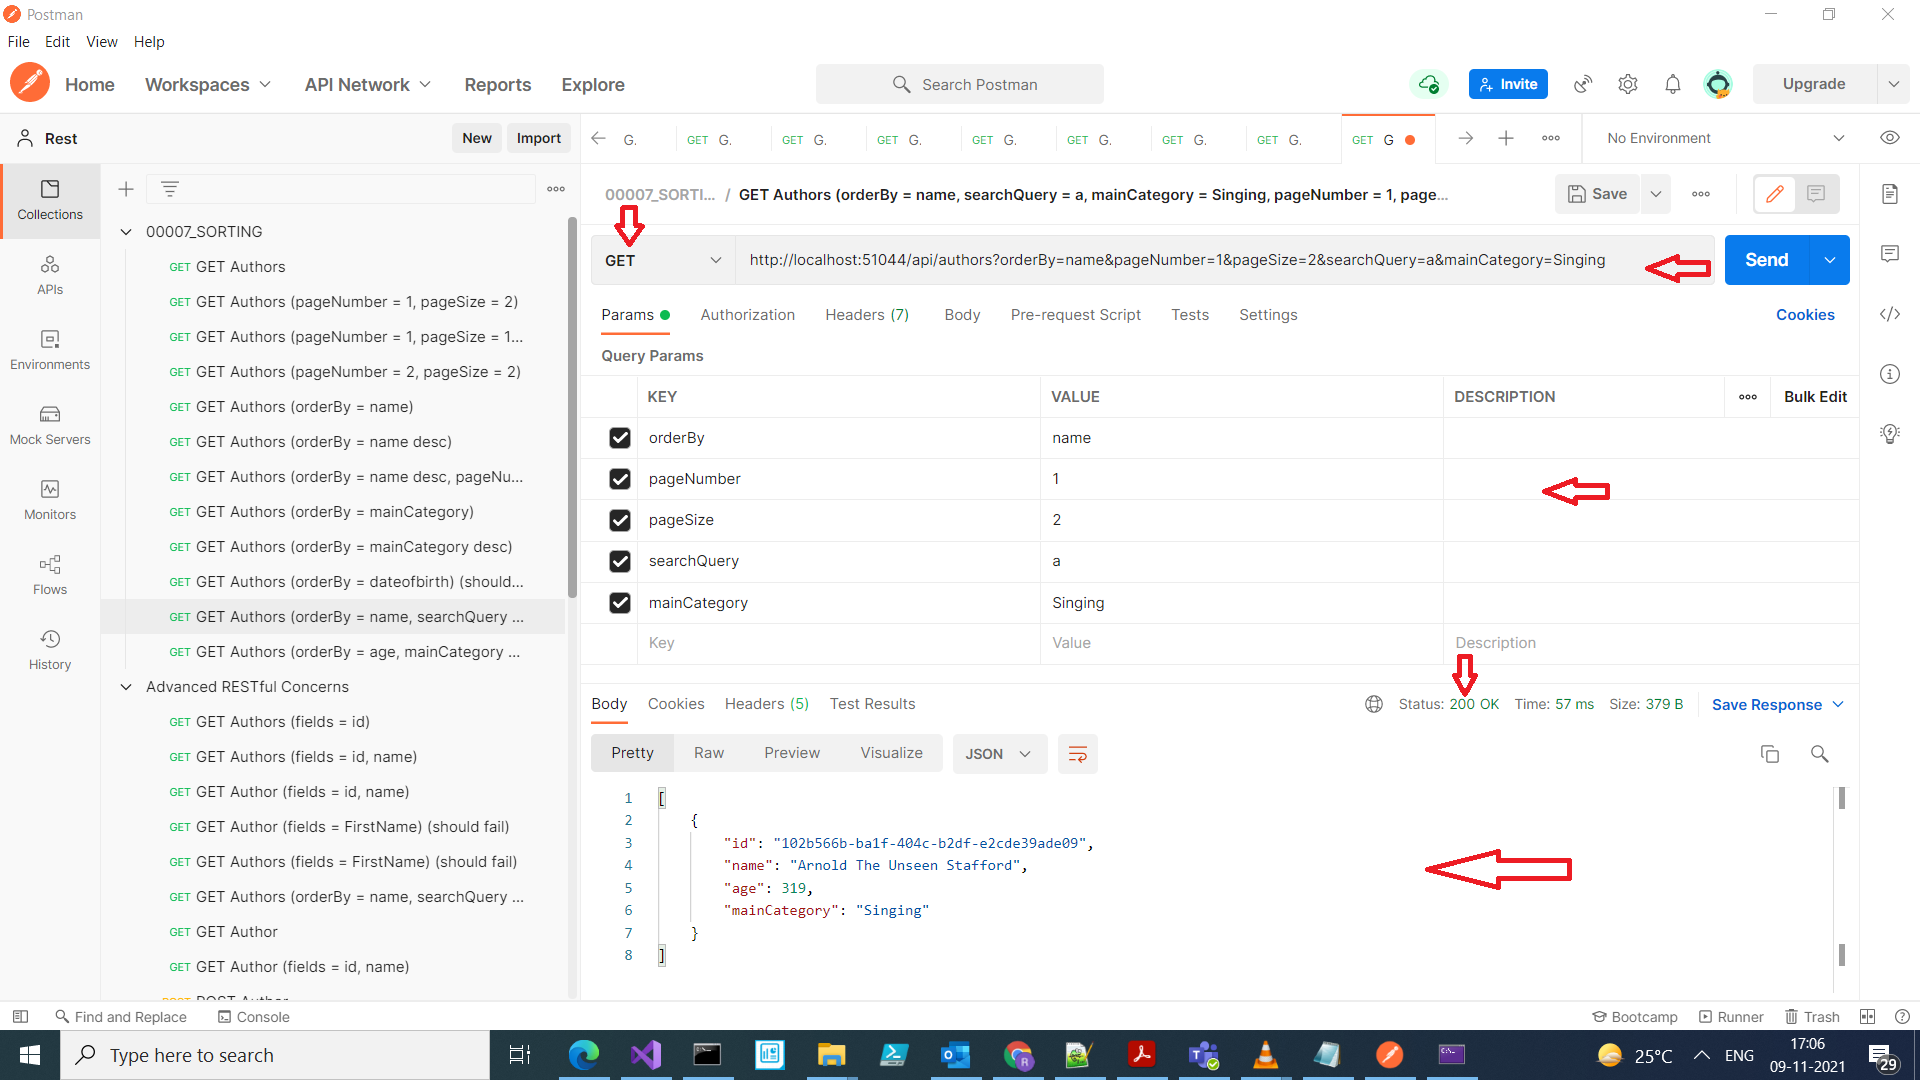 Postman
File Edit View Help
Home Workspaces API Network Reports Explore Search Postman Invite Upgrade
Rest New Import
G. GET G. GET G. GET G. GET G. GET G. GET G. GET G. GET G No Environment
Collections
APIs
Environments
Mock Servers
Monitors
Flows
History
00007_SORTING
GET GET Authors
GET GET Authors (pageNumber = 1, pageSize = 2)
GET GET Authors (pageNumber = 1, pageSize = 1...
GET GET Authors (pageNumber = 2, pageSize = 2)
GET GET Authors (orderBy = name)
GET GET Authors (orderBy = name desc)
GET GET Authors (orderBy = name desc, pageNu...
GET GET Authors (orderBy = mainCategory)
GET GET Authors (orderBy = mainCategory desc)
GET GET Authors (orderBy = dateofbirth) (should...
GET GET Authors (orderBy = name, searchQuery ...
GET GET Authors (orderBy = age, mainCategory ...
Advanced RESTful Concerns
GET GET Authors (fields = id)
GET GET Authors (fields = id, name)
GET GET Author (fields = id, name)
GET GET Author (fields = FirstName) (should fail)
GET GET Authors (fields = FirstName) (should fail)
GET GET Authors (orderBy = name, searchQuery ...
GET GET Author
GET GET Author (fields = id, name)
POST POST Author
00007_SORTI... / GET Authors (orderBy = name, searchQuery = a, mainCategory = Singing, pageNumber = 1, page... Save
GET http://localhost:51044/api/authors?orderBy=name&pageNumber=1&pageSize=2&searchQuery=a&mainCategory=Singing Send
Params Authorization Headers (7) Body Pre-request Script Tests Settings Cookies
Query Params
KEY VALUE DESCRIPTION Bulk Edit
orderBy name
pageNumber 1
pageSize 2
searchQuery a
mainCategory Singing
Key Value Description
Body Cookies Headers (5) Test Results Status: 200 OK Time: 57 ms Size: 379 B Save Response
Pretty Raw Preview Visualize JSON
1 [
2 {
3 "id": "102b566b-ba1f-404c-b2df-e2cde39ade09",
4 "name": "Arnold The Unseen Stafford",
5 "age": 319,
6 "mainCategory": "Singing"
7 }
8 ]
Find and Replace Console Bootcamp Runner Trash
Type here to search 25°C ENG 17:06
09-11-2021 29